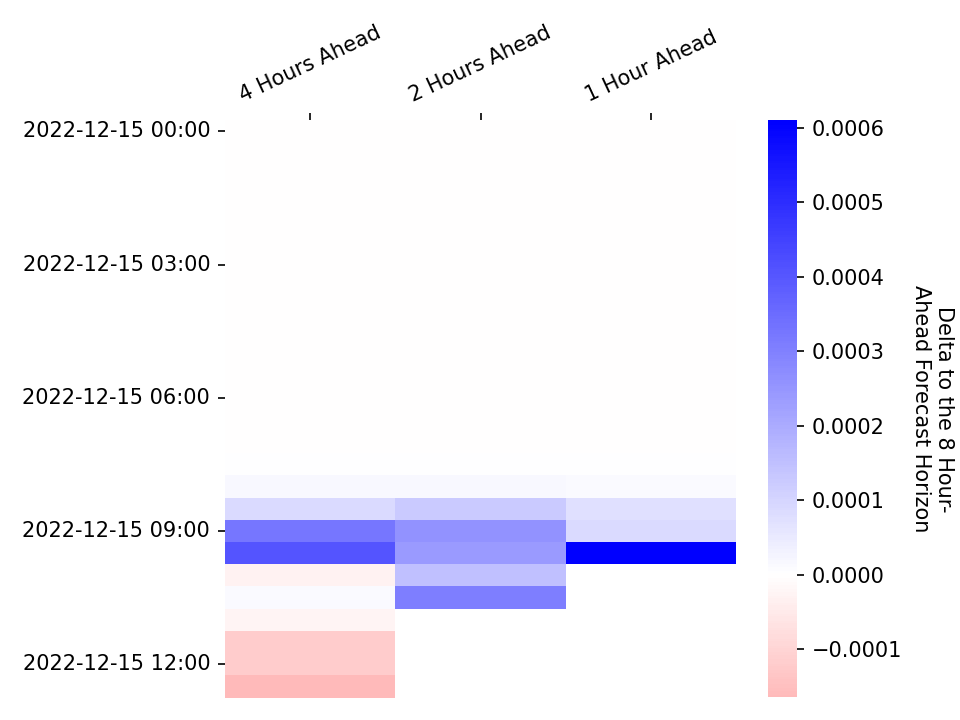 4 Hours Ahead
2 Hours Ahead
1 Hour Ahead
2022-12-15 00:00
2022-12-15 03:00
2022-12-15 06:00
2022-12-15 09:00
2022-12-15 12:00
0.0006
0.0005
0.0004
0.0003
0.0002
0.0001
0.0000
−0.0001
Delta to the 8 Hour-
Ahead Forecast Horizon